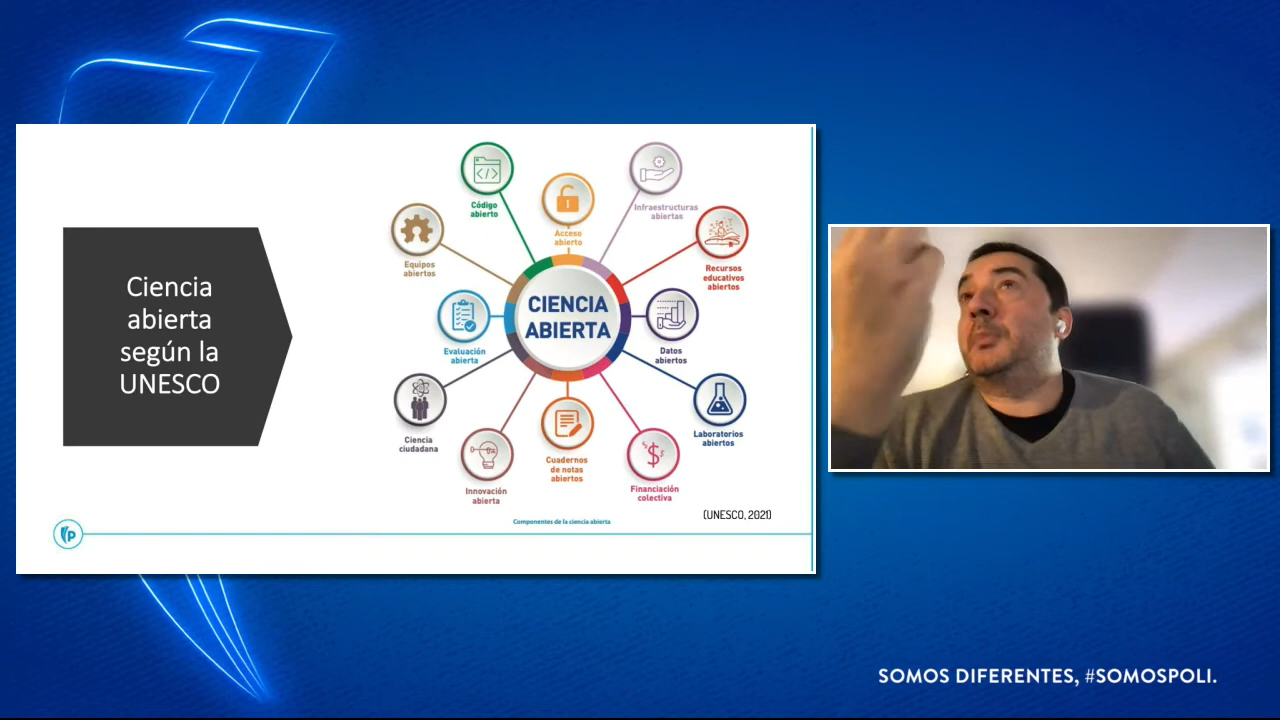 Ciencia
abierta
según la
UNESCO
Código
abierto
Acceso
abierto
Infraestructuras
abiertas
Equipos
abiertos
Recursos
educativos
abiertos
CIENCIA
ABIERTA
Evaluación
abierta
Datos
abiertos
Ciencia
ciudadana
Laboratorios
abiertos
Innovación
abierta
Cuadernos
de notas
abiertos
Financiación
colectiva
Componentes de la ciencia abierta
(UNESCO, 2021)
P
SOMOS DIFERENTES, #SOMOSPOLI.